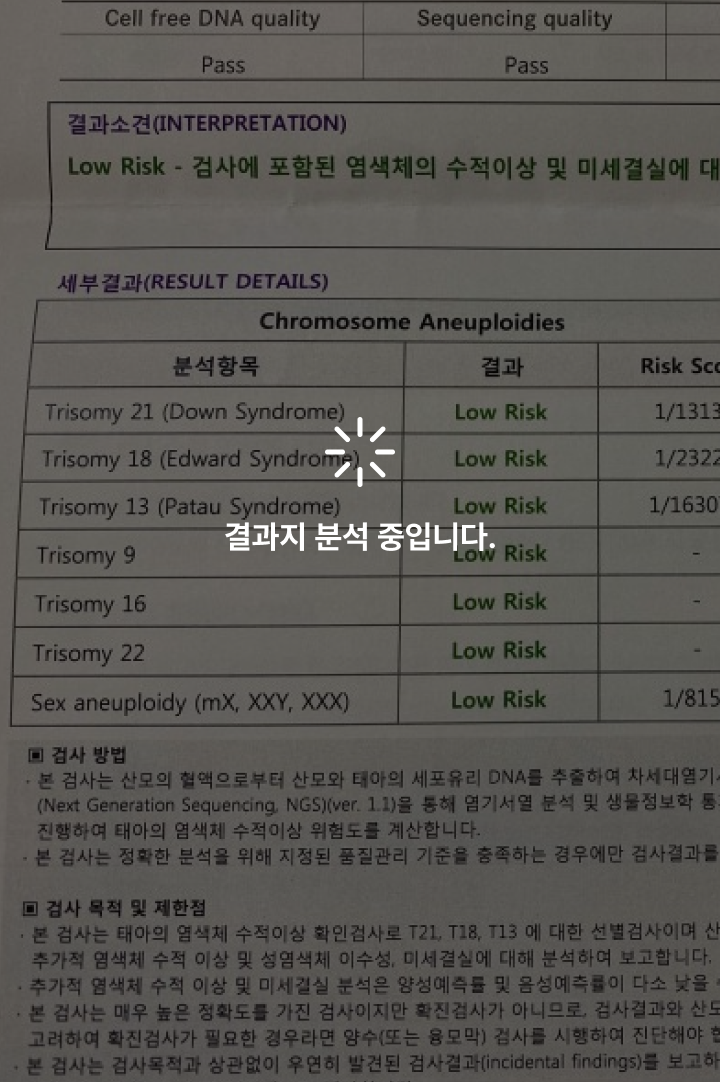 Cell free DNA quality Sequencing quality
Pass Pass
결과소견(INTERPRETATION)
Low Risk - 검사에 포함된 염색체의 수적이상 및 미세결실에 대
세부결과(RESULT DETAILS)
Chromosome Aneuploidies
분석항목 결과 Risk Sco
Trisomy 21 (Down Syndrome) Low Risk 1/1313
Trisomy 18 (Edward Syndrome) Low Risk 1/2322
Trisomy 13 (Patau Syndrome) Low Risk 1/1630
결과지 분석 중입니다.
Trisomy 9 Low Risk -
Trisomy 16 Low Risk -
Trisomy 22 Low Risk -
Sex aneuploidy (mX, XXY, XXX) Low Risk 1/815
▣ 검사 방법
· 본 검사는 산모의 혈액으로부터 산모와 태아의 세포유리 DNA를 추출하여 차세대염기
(Next Generation Sequencing, NGS)(ver. 1.1)을 통해 염기서열 분석 및 생물정보학 통
진행하여 태아의 염색체 수적이상 위험도를 계산합니다.
· 본 검사는 정확한 분석을 위해 지정된 품질관리 기준을 충족하는 경우에만 검사결과를
▣ 검사 목적 및 제한점
· 본 검사는 태아의 염색체 수적이상 확인검사로 T21, T18, T13 에 대한 선별검사이며 산
추가적 염색체 수적 이상 및 성염색체 이수성, 미세결실에 대해 분석하여 보고합니다.
· 추가적 염색체 수적 이상 및 미세결실 분석은 양성예측률 및 음성예측률이 다소 낮을
· 본 검사는 매우 높은 정확도를 가진 검사이지만 확진검사가 아니므로, 검사결과와 산모
고려하여 확진검사가 필요한 경우라면 양수(또는 융모막) 검사를 시행하여 진단해야
· 본 검사는 검사목적과 상관없이 우연히 발견된 검사결과(incidental findings)를 보고하